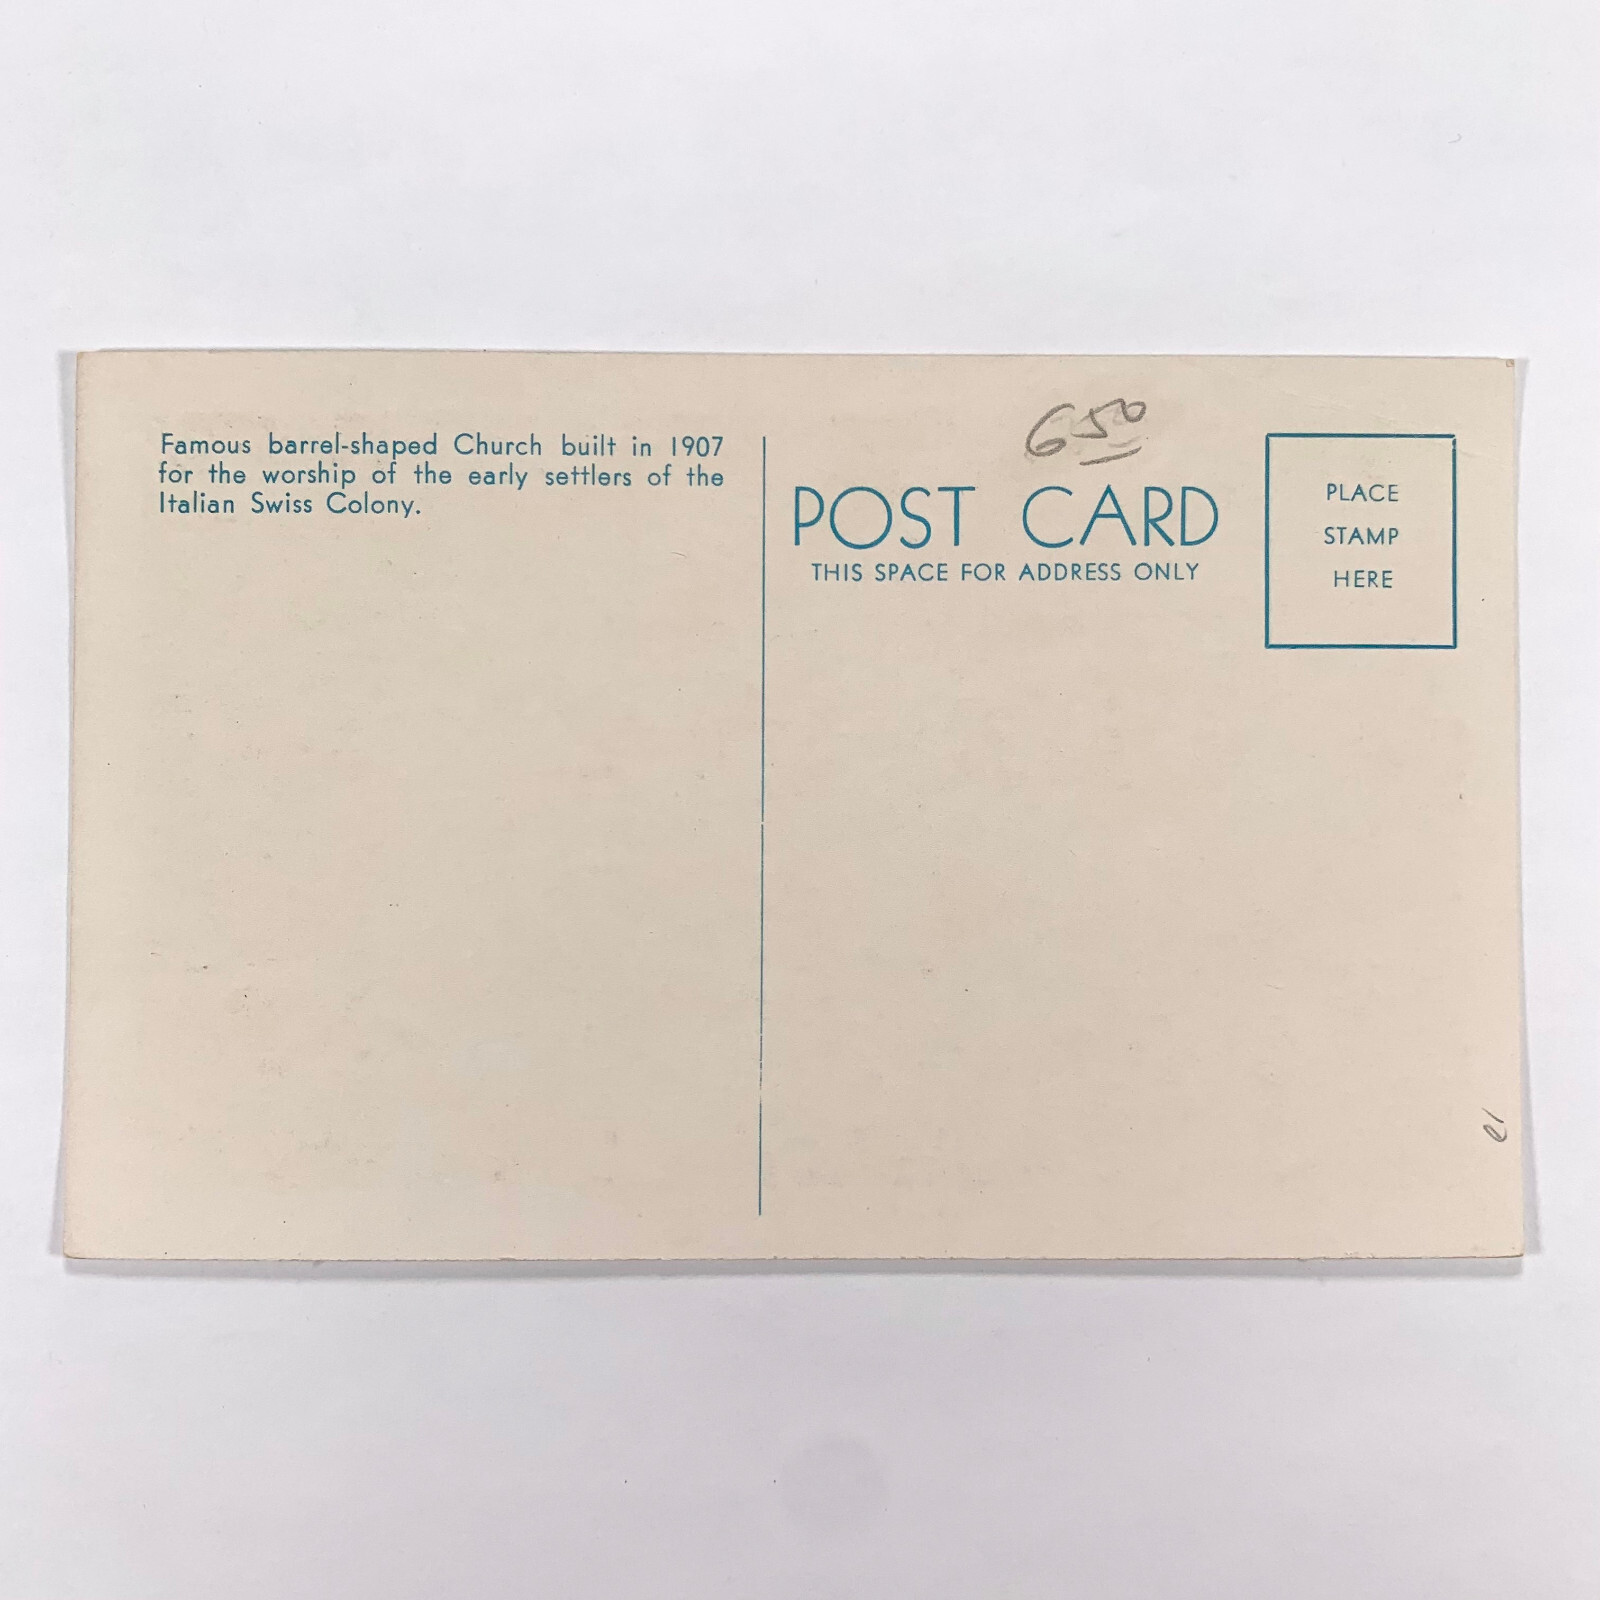 Famous barrel-shaped Church built in 1907
for the worship of the early settlers of the
Italian Swiss Colony.
650
POST CARD
THIS SPACE FOR ADDRESS ONLY
PLACE
STAMP
HERE